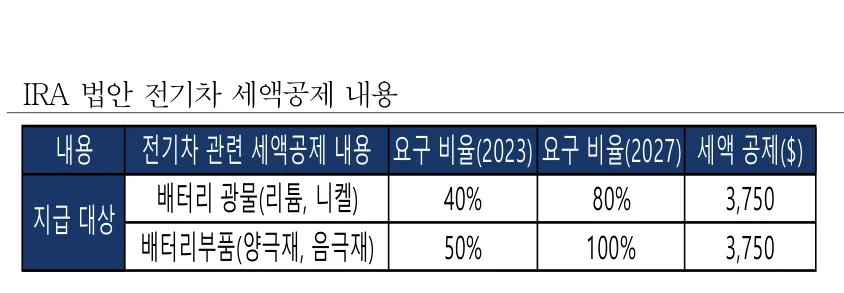 IRA 법안 전기차 세액공제 내용
내용 전기차 관련 세액공제 내용 요구 비율(2023) 요구 비율(2027) 세액 공제($)
지급 대상
배터리 광물(리튬, 니켈) 40% 80% 3,750
배터리부품(양극재, 음극재) 50% 100% 3,750